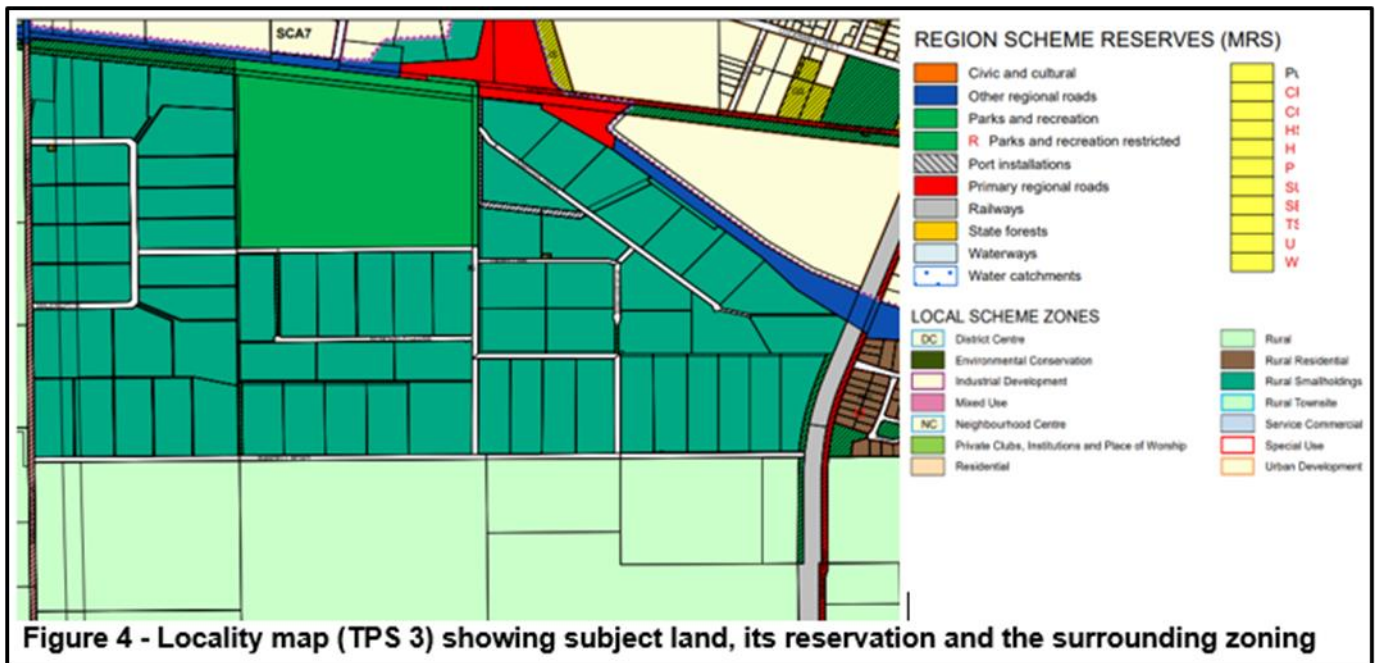 SCA7
REGION SCHEME RESERVES (MRS)
Civic and cultural
Other regional roads
Parks and recreation
R Parks and recreation restricted
Port installations
Primary regional roads
Railways
State forests
Waterways
Water catchments
LOCAL SCHEME ZONES
DC District Centre
Environmental Conservation
Industrial Development
Mixed Use
NC Neighbourhood Centre
Private Clubs, Institutions and Place of Worship
Residential
Rural
Rural Residential
Rural Smallholdings
Rural Townsite
Service Commercial
Special Use
Urban Development
Figure 4 - Locality map (TPS 3) showing subject land, its reservation and the surrounding zoning